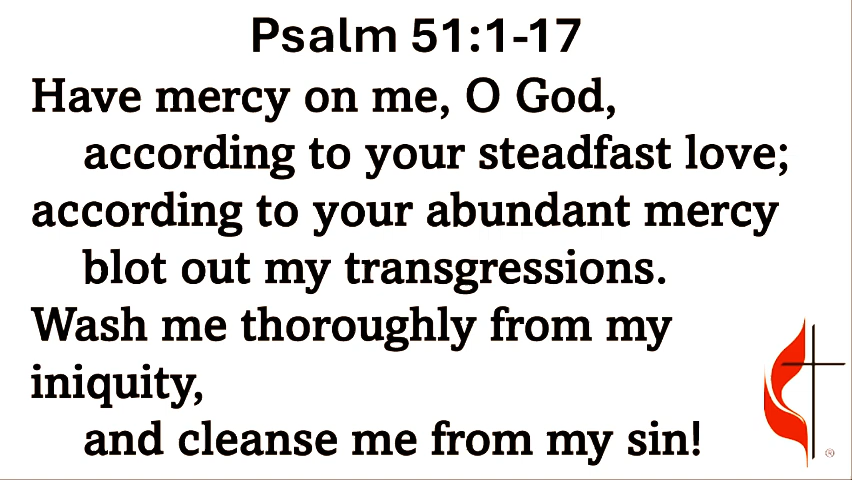 Psalm 51:1-17
Have mercy on me, O God,
according to your steadfast love;
according to your abundant mercy
blot out my transgressions.
Wash me thoroughly from my
iniquity,
and cleanse me from my sin!
®